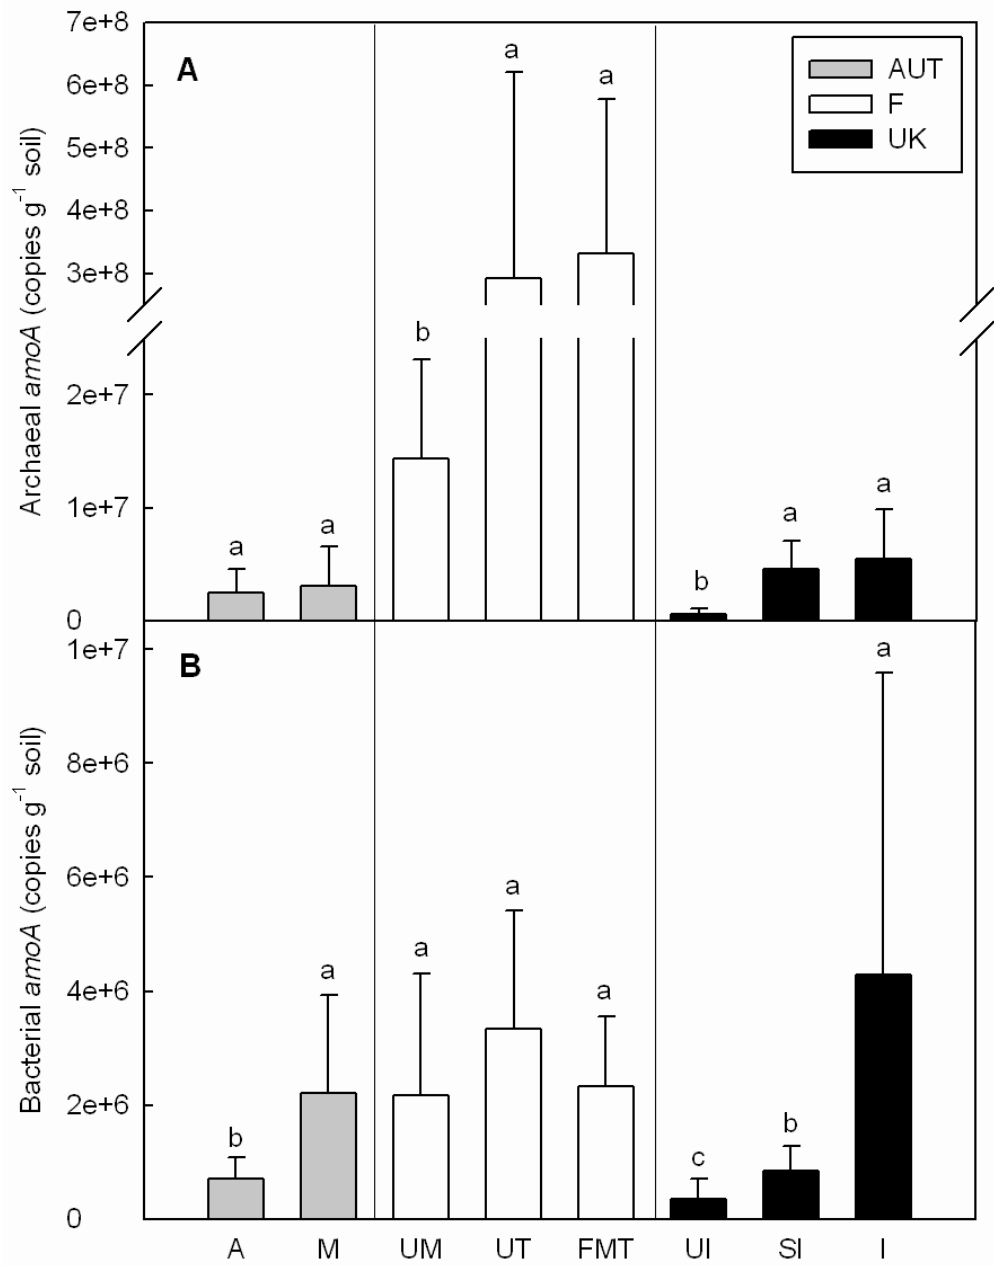 A
AUT
F
UK
Archaeal amoA (copies g⁻¹ soil)
7e+8
6e+8
5e+8
4e+8
3e+8
2e+7
1e+7
0
a
a
b
a
a
b
a
a
B
Bacterial amoA (copies g⁻¹ soil)
1e+7
8e+6
6e+6
4e+6
2e+6
0
b
a
a
a
a
c
b
a
A M UM UT FMT UI SI I